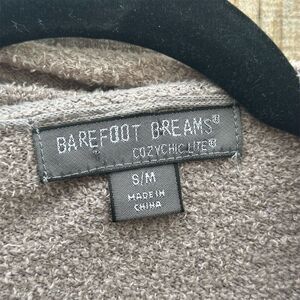 BAREFOOT DREAMS®
COZYCHIC LITE®
S/M
MADE IN
CHINA